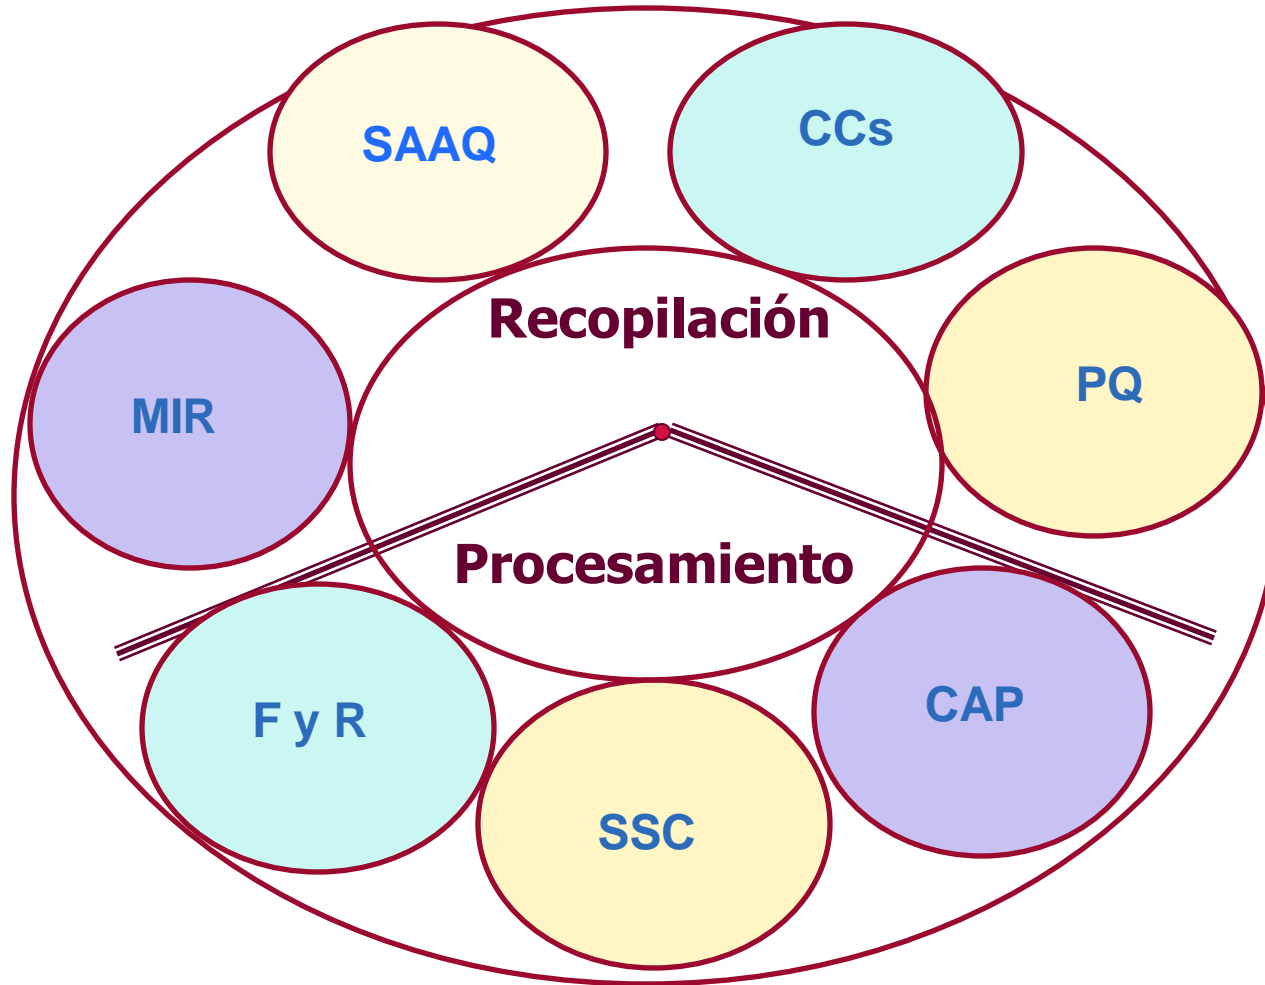 SAAQ
CCs
Recopilación
PQ
MIR
Procesamiento
F y R
CAP
SSC